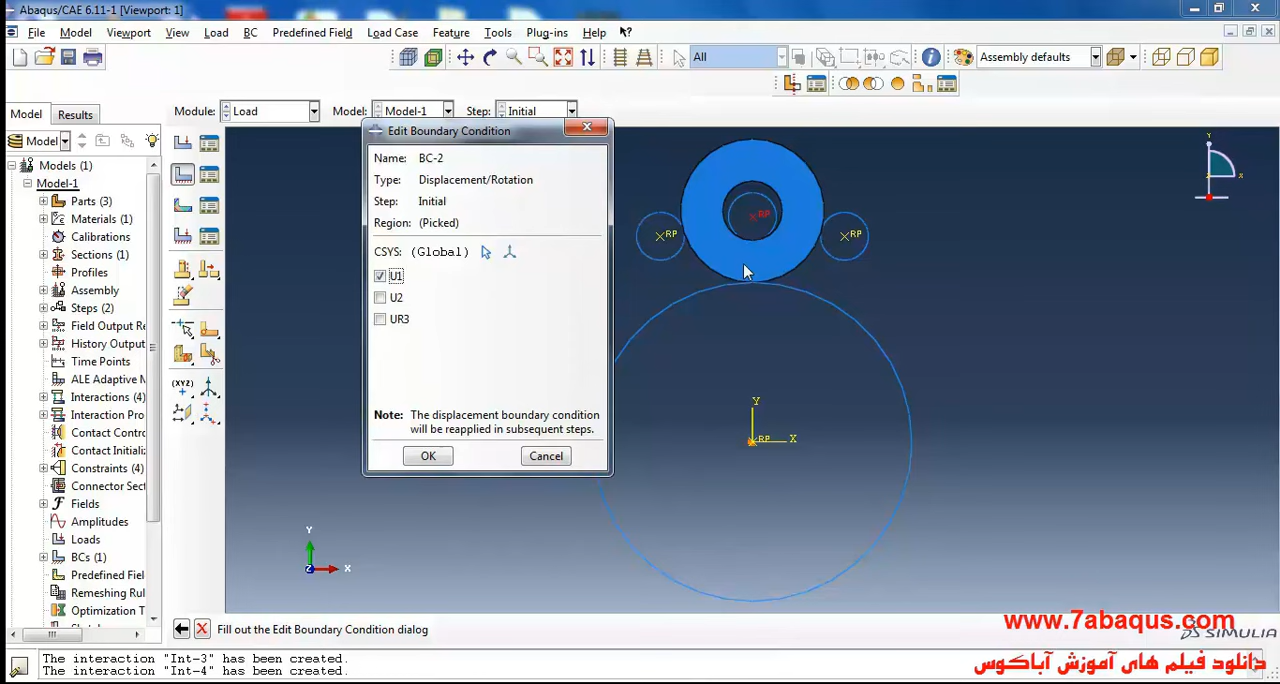 Abaqus/CAE 6.11-1 [Viewport: 1]
File Model Viewport View Load BC Predefined Field Load Case Feature Tools Plug-ins Help
All
Assembly defaults
Model Results
Module: Load Model: Model-1 Step: Initial
Model
Models (1)
Model-1
Parts (3)
Materials (1)
Calibrations
Sections (1)
Profiles
Assembly
Steps (2)
Field Output Re
History Output
Time Points
ALE Adaptive M
Interactions (4)
Interaction Pro
Contact Contro
Contact Initializ
Constraints (4)
Connector Sect
Fields
Amplitudes
Loads
BCs (1)
Predefined Field
Remeshing Rule
Optimization T
Edit Boundary Condition
Name: BC-2
Type: Displacement/Rotation
Step: Initial
Region: (Picked)
CSYS: (Global)
U1
U2
UR3
Note: The displacement boundary condition
will be reapplied in subsequent steps.
OK Cancel
RP
RP
RP
Y
X
RP
Y
X
Z
Y
X
Fill out the Edit Boundary Condition dialog
www.7abaqus.com
SIMULIA
The interaction "Int-3" has been created.
The interaction "Int-4" has been created.
دانلود فیلم های آموزش آباکوس